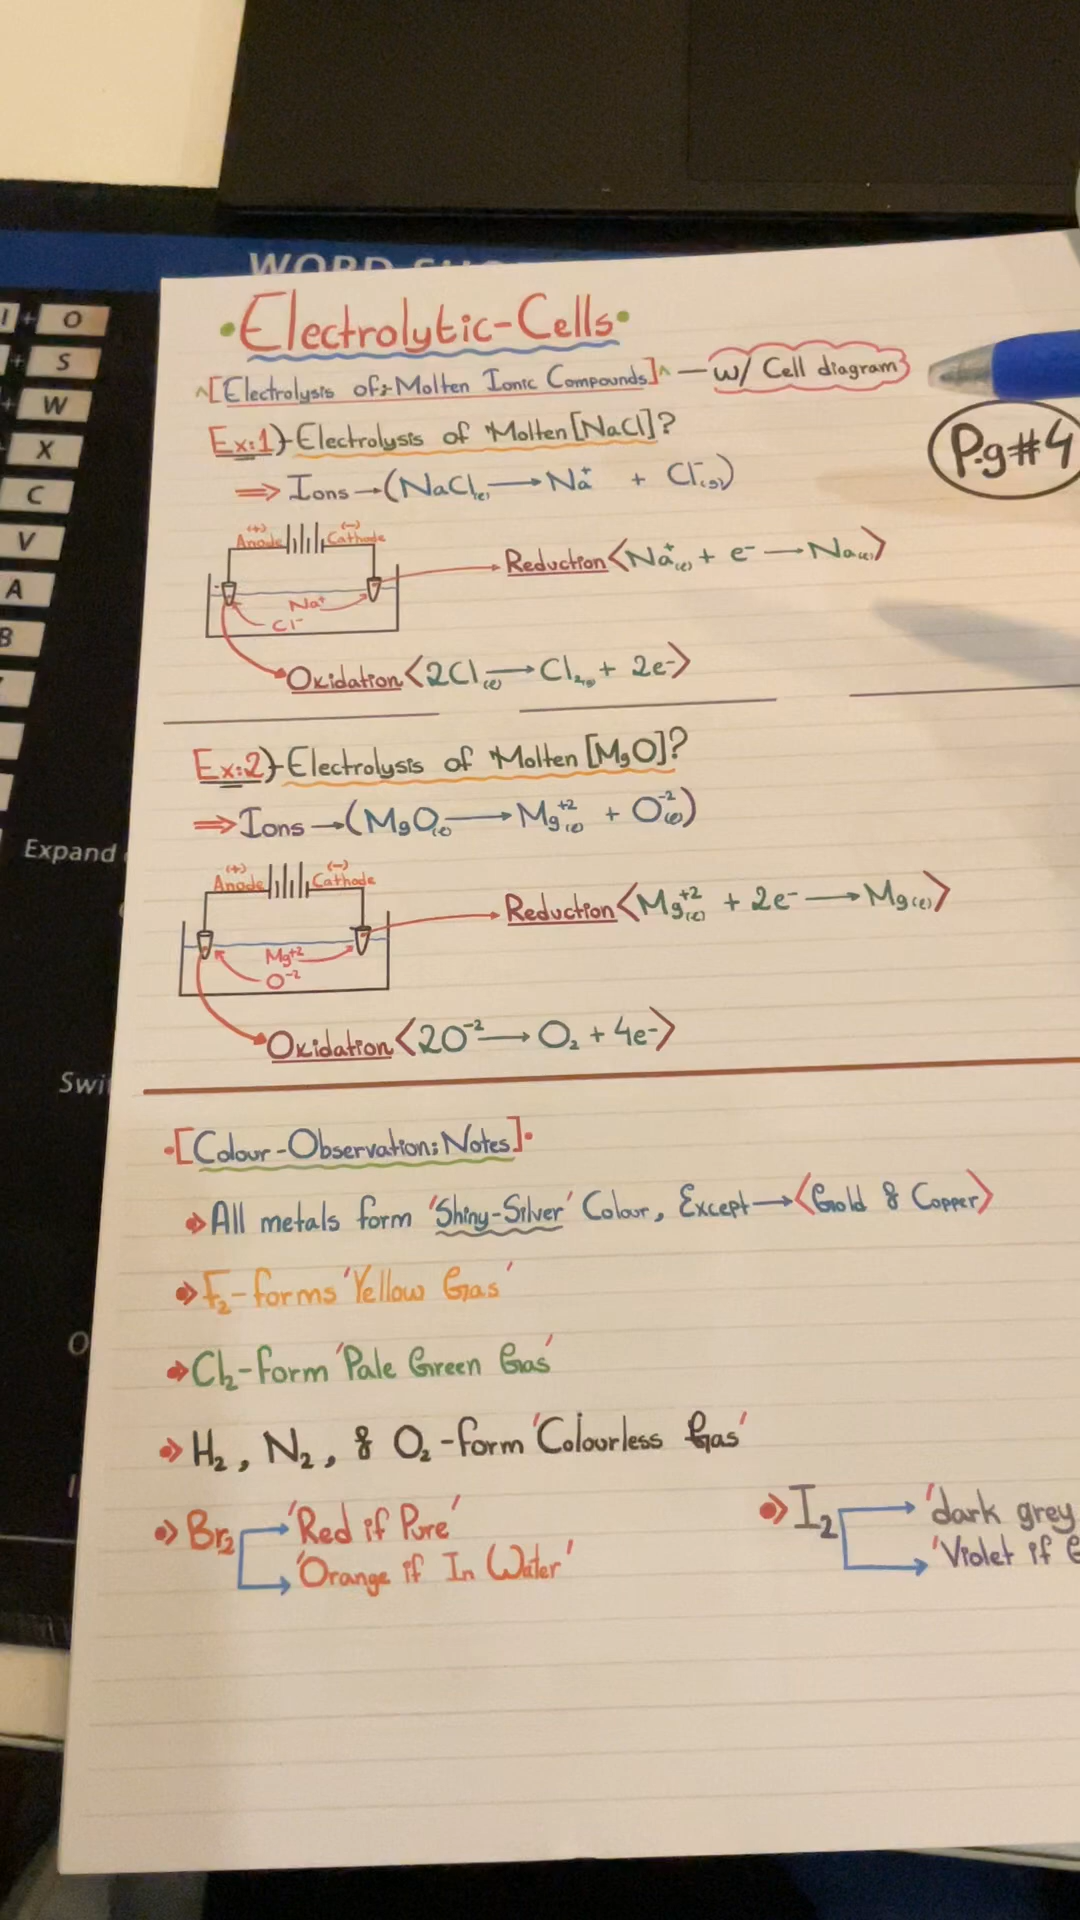 I + O
+ S
+ W
X
C
V
A
B
Expand
Swi
O
•Electrolytic-Cells•
^[Electrolysis of:-Molten Ionic Compounds]^ — w/ Cell diagram
Pg#4
Ex:1}-Electrolysis of Molten [NaCl]?
⇒ Ions → (NaCl(l) → Na⁺ + Cl⁻(g))
(+) (-)
Anode Cathode
Reduction <Na⁺(l) + e⁻ → Na(l)>
Na⁺
Cl⁻
Oxidation <2Cl⁻(l) → Cl₂(g) + 2e⁻>
Ex:2}-Electrolysis of Molten [MgO]?
⇒ Ions → (MgO(l) → Mg⁺²(l) + O⁻²(l))
(+) (-)
Anode Cathode
Reduction <Mg⁺²(l) + 2e⁻ → Mg(l)>
Mg⁺²
O⁻²
Oxidation <2O⁻² → O₂ + 4e⁻>
•[Colour-Observation: Notes]•
All metals form 'Shiny-Silver' Colour, Except → <Gold & Copper>
F₂-forms 'Yellow Gas'
Cl₂-form 'Pale Green Gas'
H₂, N₂, & O₂-form 'Colourless Gas'
Br₂ → 'Red if Pure'
→ 'Orange if In Water'
I₂ → 'dark grey
→ 'Violet if